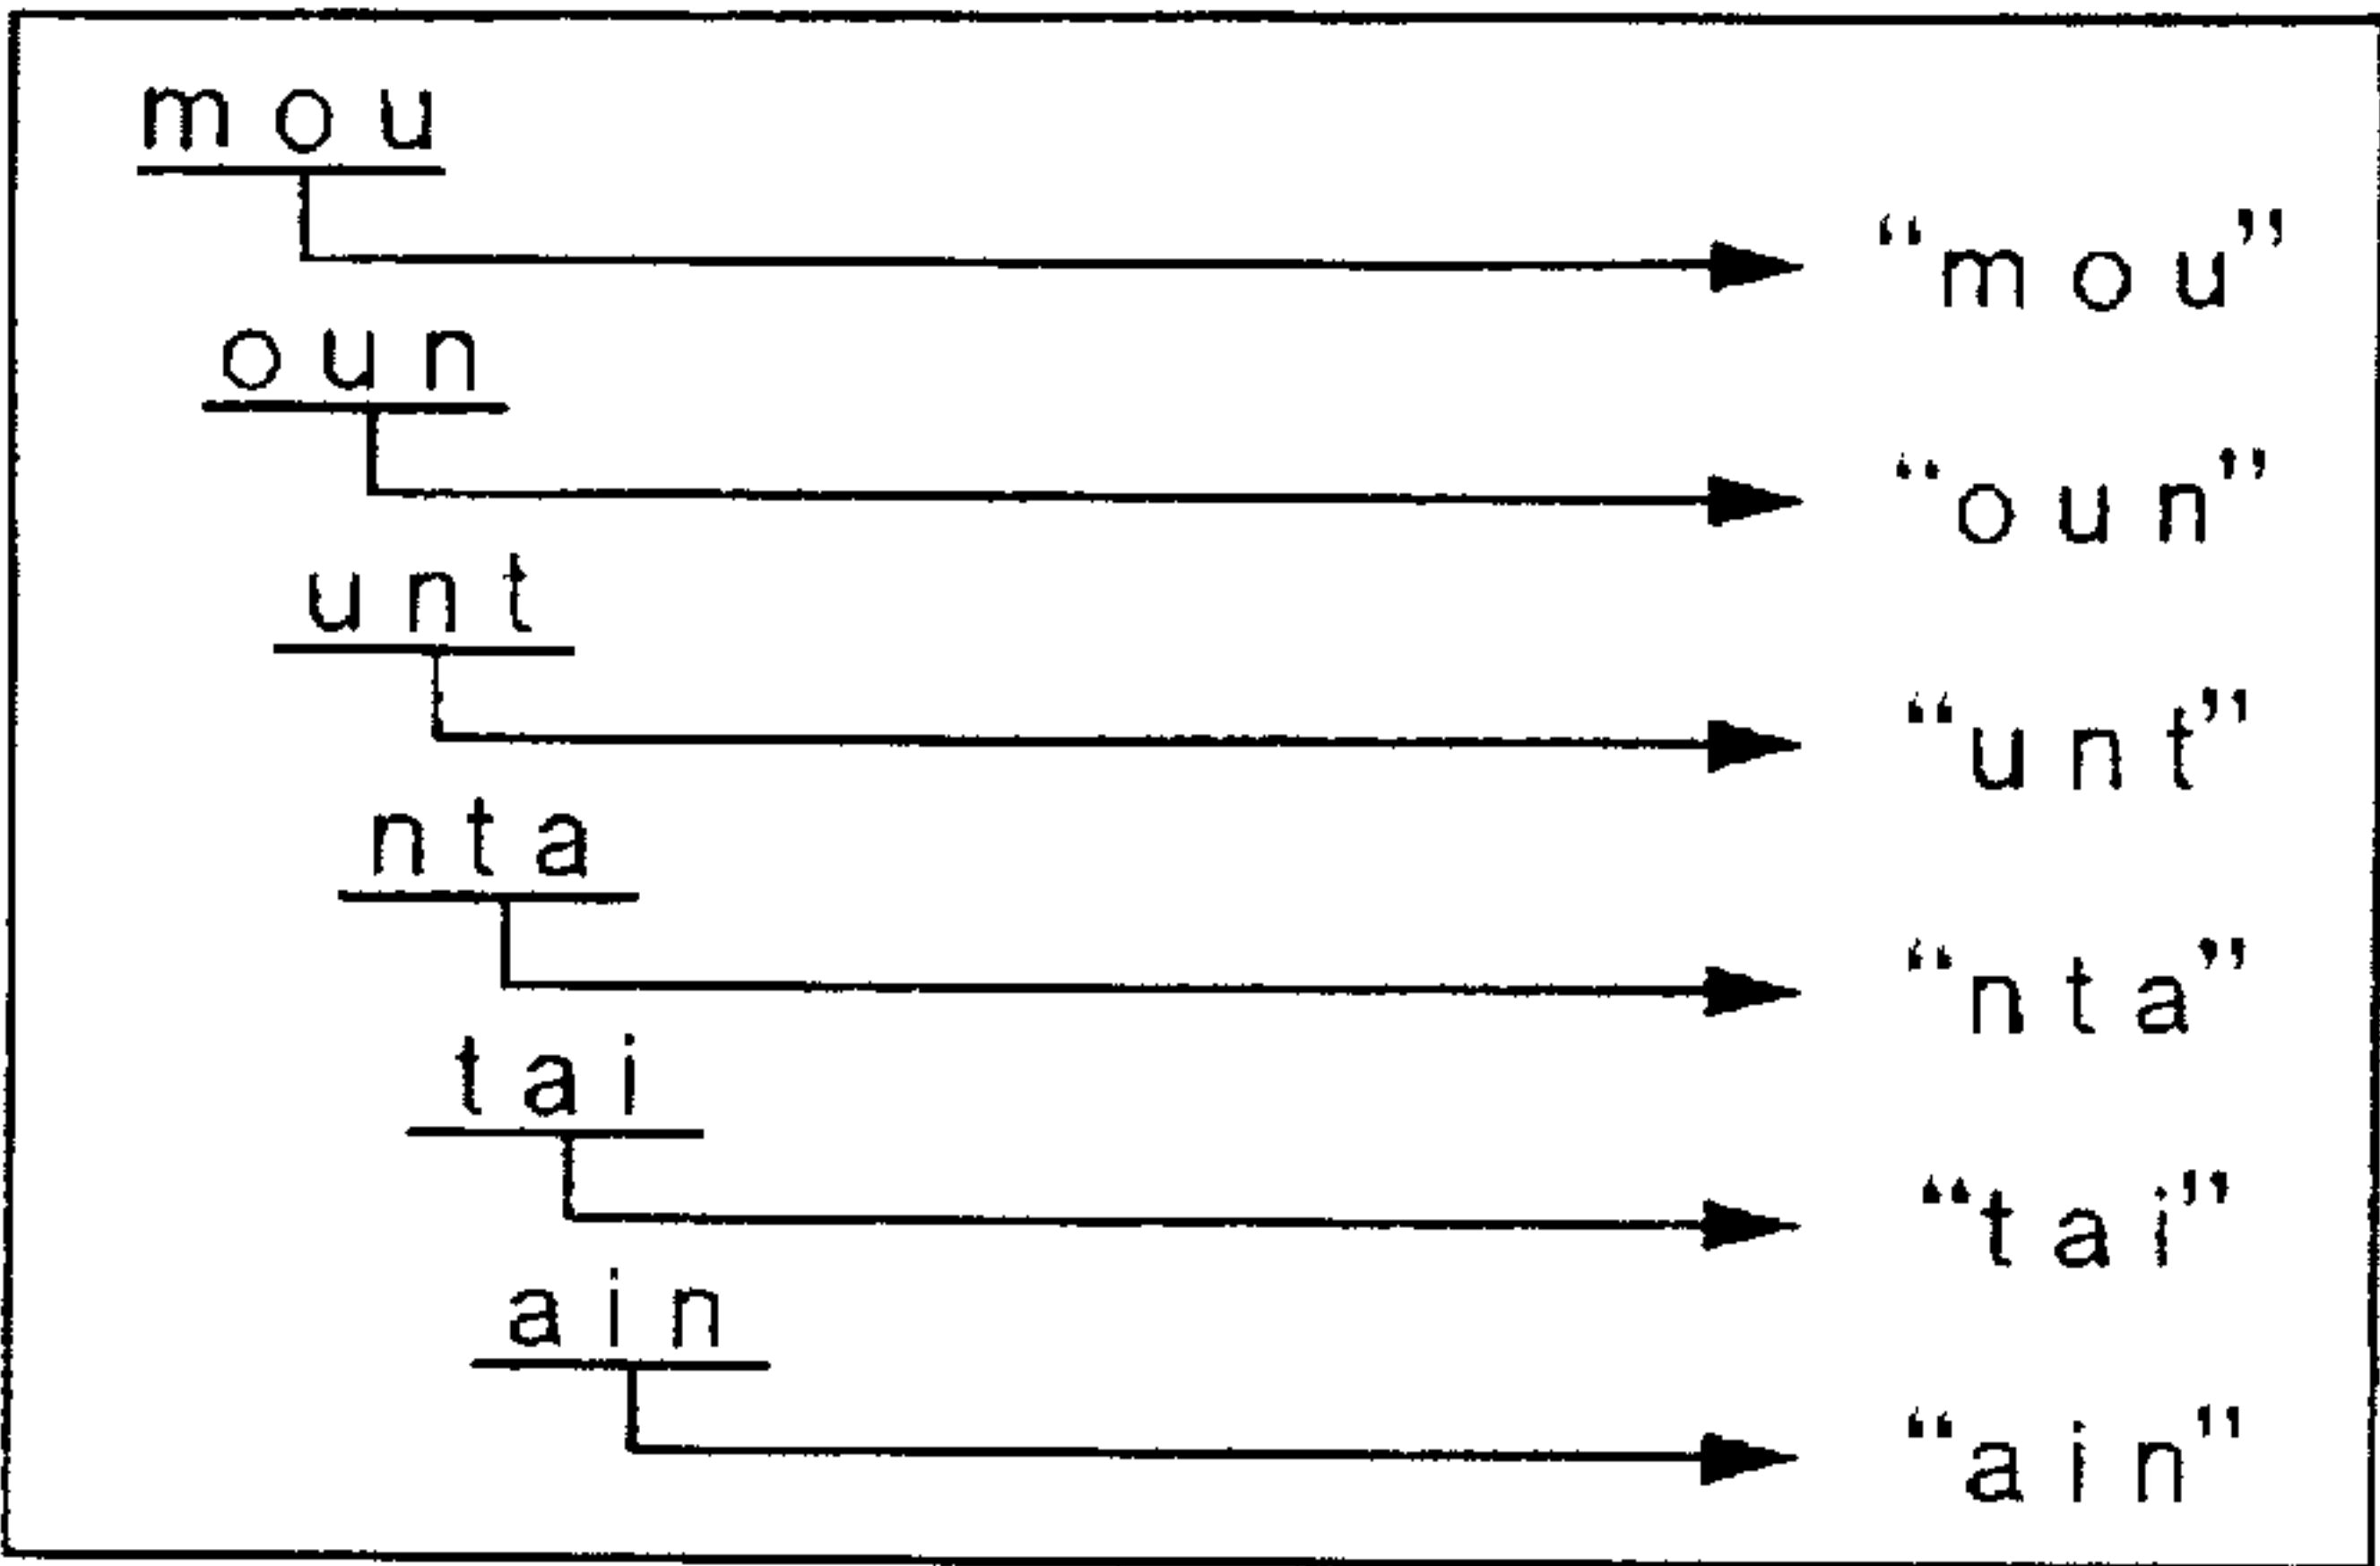 mou
“mou”
oun
“oun”
unt
“unt”
nta
“nta”
tai
“tai”
ain
“ain”